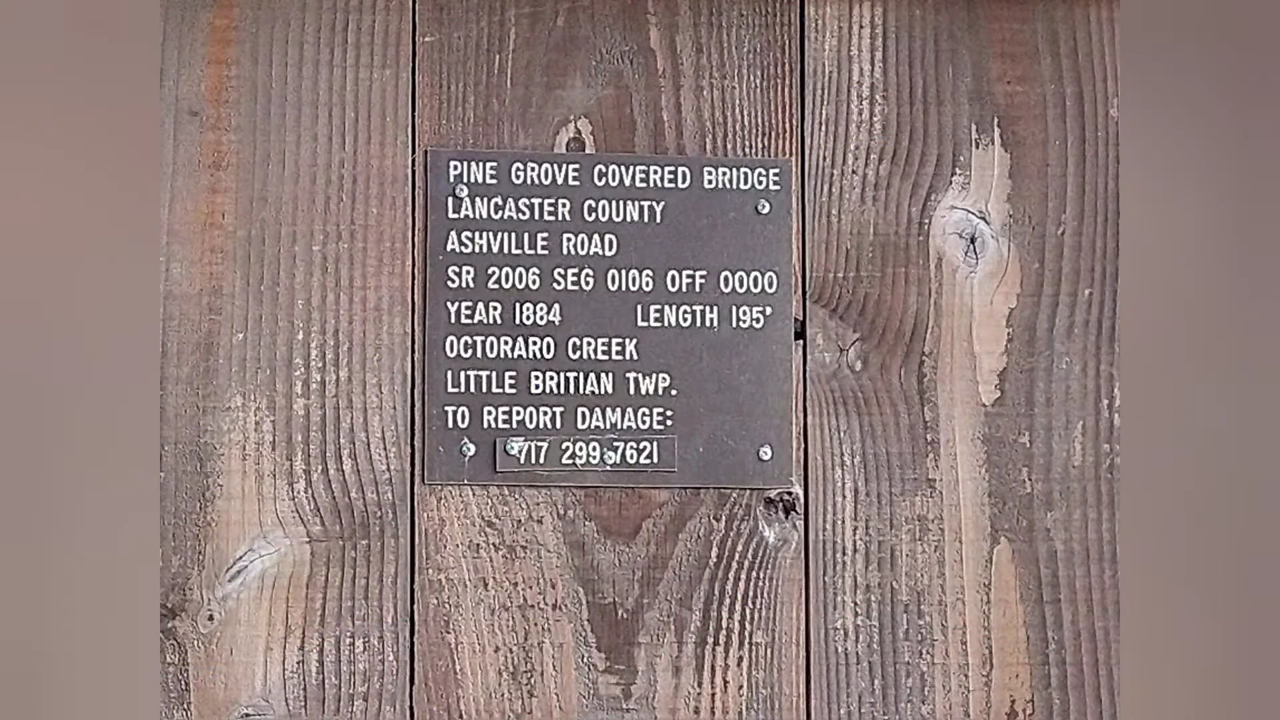 PINE GROVE COVERED BRIDGE
LANCASTER COUNTY
ASHVILLE ROAD
SR 2006 SEG 0106 OFF 0000
YEAR 1884 LENGTH 195'
OCTORARO CREEK
LITTLE BRITIAN TWP.
TO REPORT DAMAGE:
717 299-7621